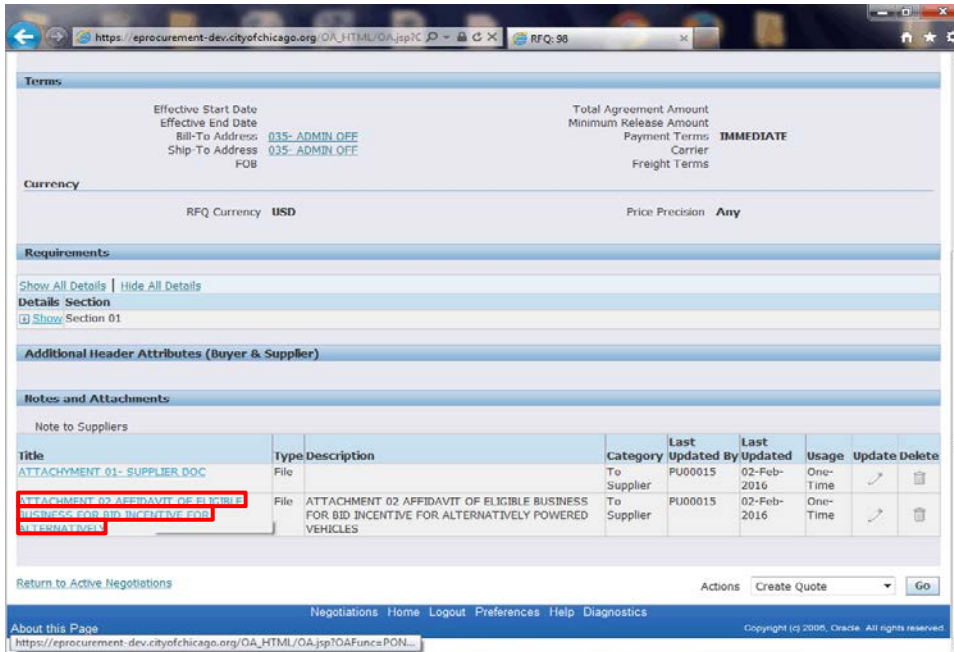 https://eprocurement-dev.cityofchicago.org/OA_HTML/OA.jsp?C
RFQ: 98
Terms
Effective Start Date
Effective End Date
Bill-To Address 035- ADMIN OFF
Ship-To Address 035- ADMIN OFF
FOB
Total Agreement Amount
Minimum Release Amount
Payment Terms IMMEDIATE
Carrier
Freight Terms
Currency
RFQ Currency USD
Price Precision Any
Requirements
Show All Details | Hide All Details
Details Section
Show Section 01
Additional Header Attributes (Buyer & Supplier)
Notes and Attachments
Note to Suppliers
Title Type Description Category Last Updated By Last Updated Usage Update Delete
ATTACHYMENT 01- SUPPLIER DOC File To Supplier PU00015 02-Feb-2016 One-Time
ATTACHMENT 02 AFFIDAVIT OF ELIGIBLE
BUSINESS FOR BID INCENTIVE FOR
ALTERNATIVELY
File
ATTACHMENT 02 AFFIDAVIT OF ELIGIBLE BUSINESS
FOR BID INCENTIVE FOR ALTERNATIVELY POWERED
VEHICLES
To Supplier PU00015 02-Feb-2016 One-Time
Return to Active Negotiations
Actions Create Quote Go
Negotiations Home Logout Preferences Help Diagnostics
About this Page
Copyright (c) 2006, Oracle. All rights reserved.
https://eprocurement-dev.cityofchicago.org/OA_HTML/OA.jsp?OAFunc=PON...